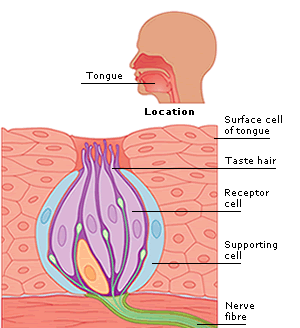 Tongue
Location
Surface cell
of tongue
Taste hair
Receptor
cell
Supporting
cell
Nerve
fibre